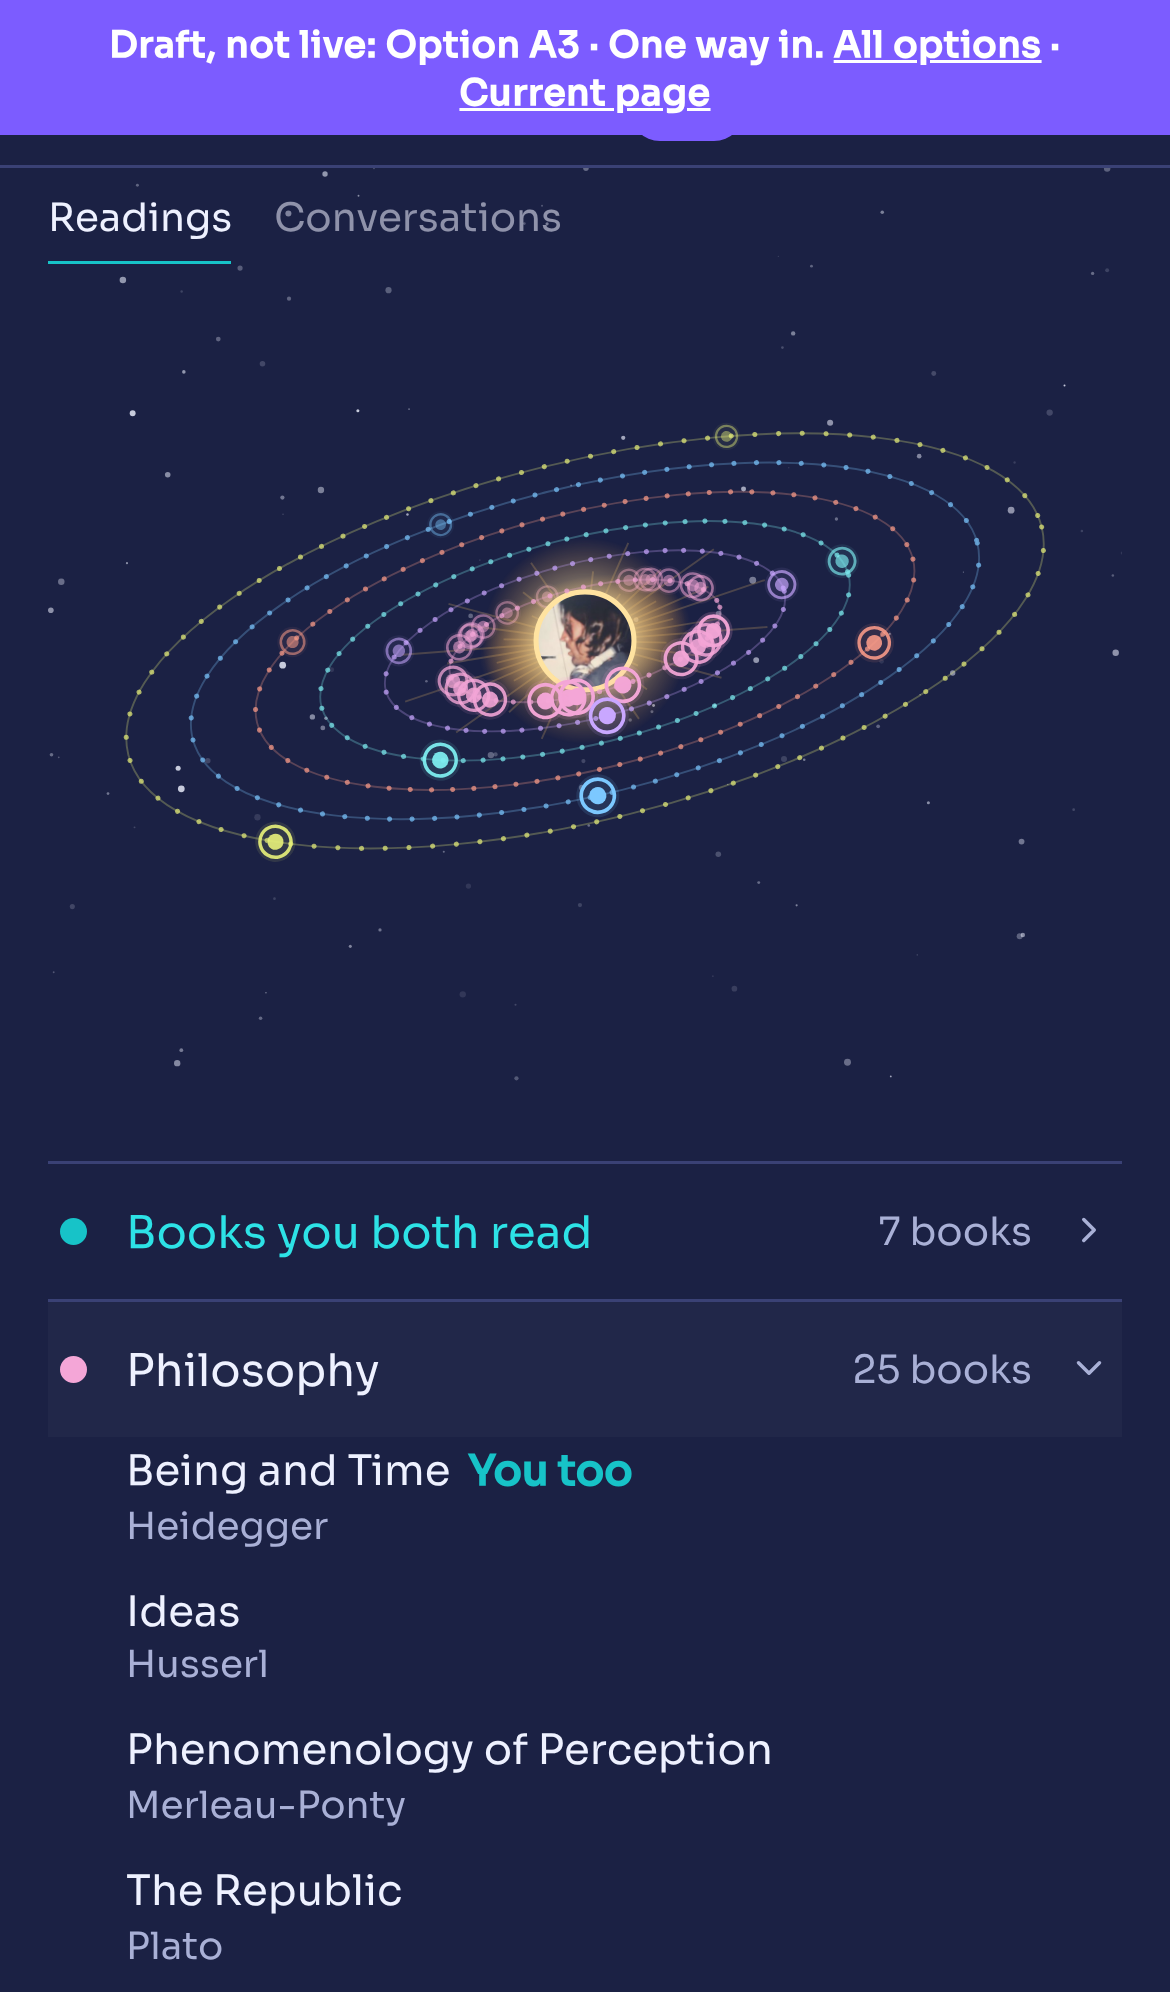 Draft, not live: Option A3 · One way in. All options ·
Current page
Readings Conversations
Books you both read 7 books
Philosophy 25 books
Being and Time You too
Heidegger
Ideas
Husserl
Phenomenology of Perception
Merleau-Ponty
The Republic
Plato